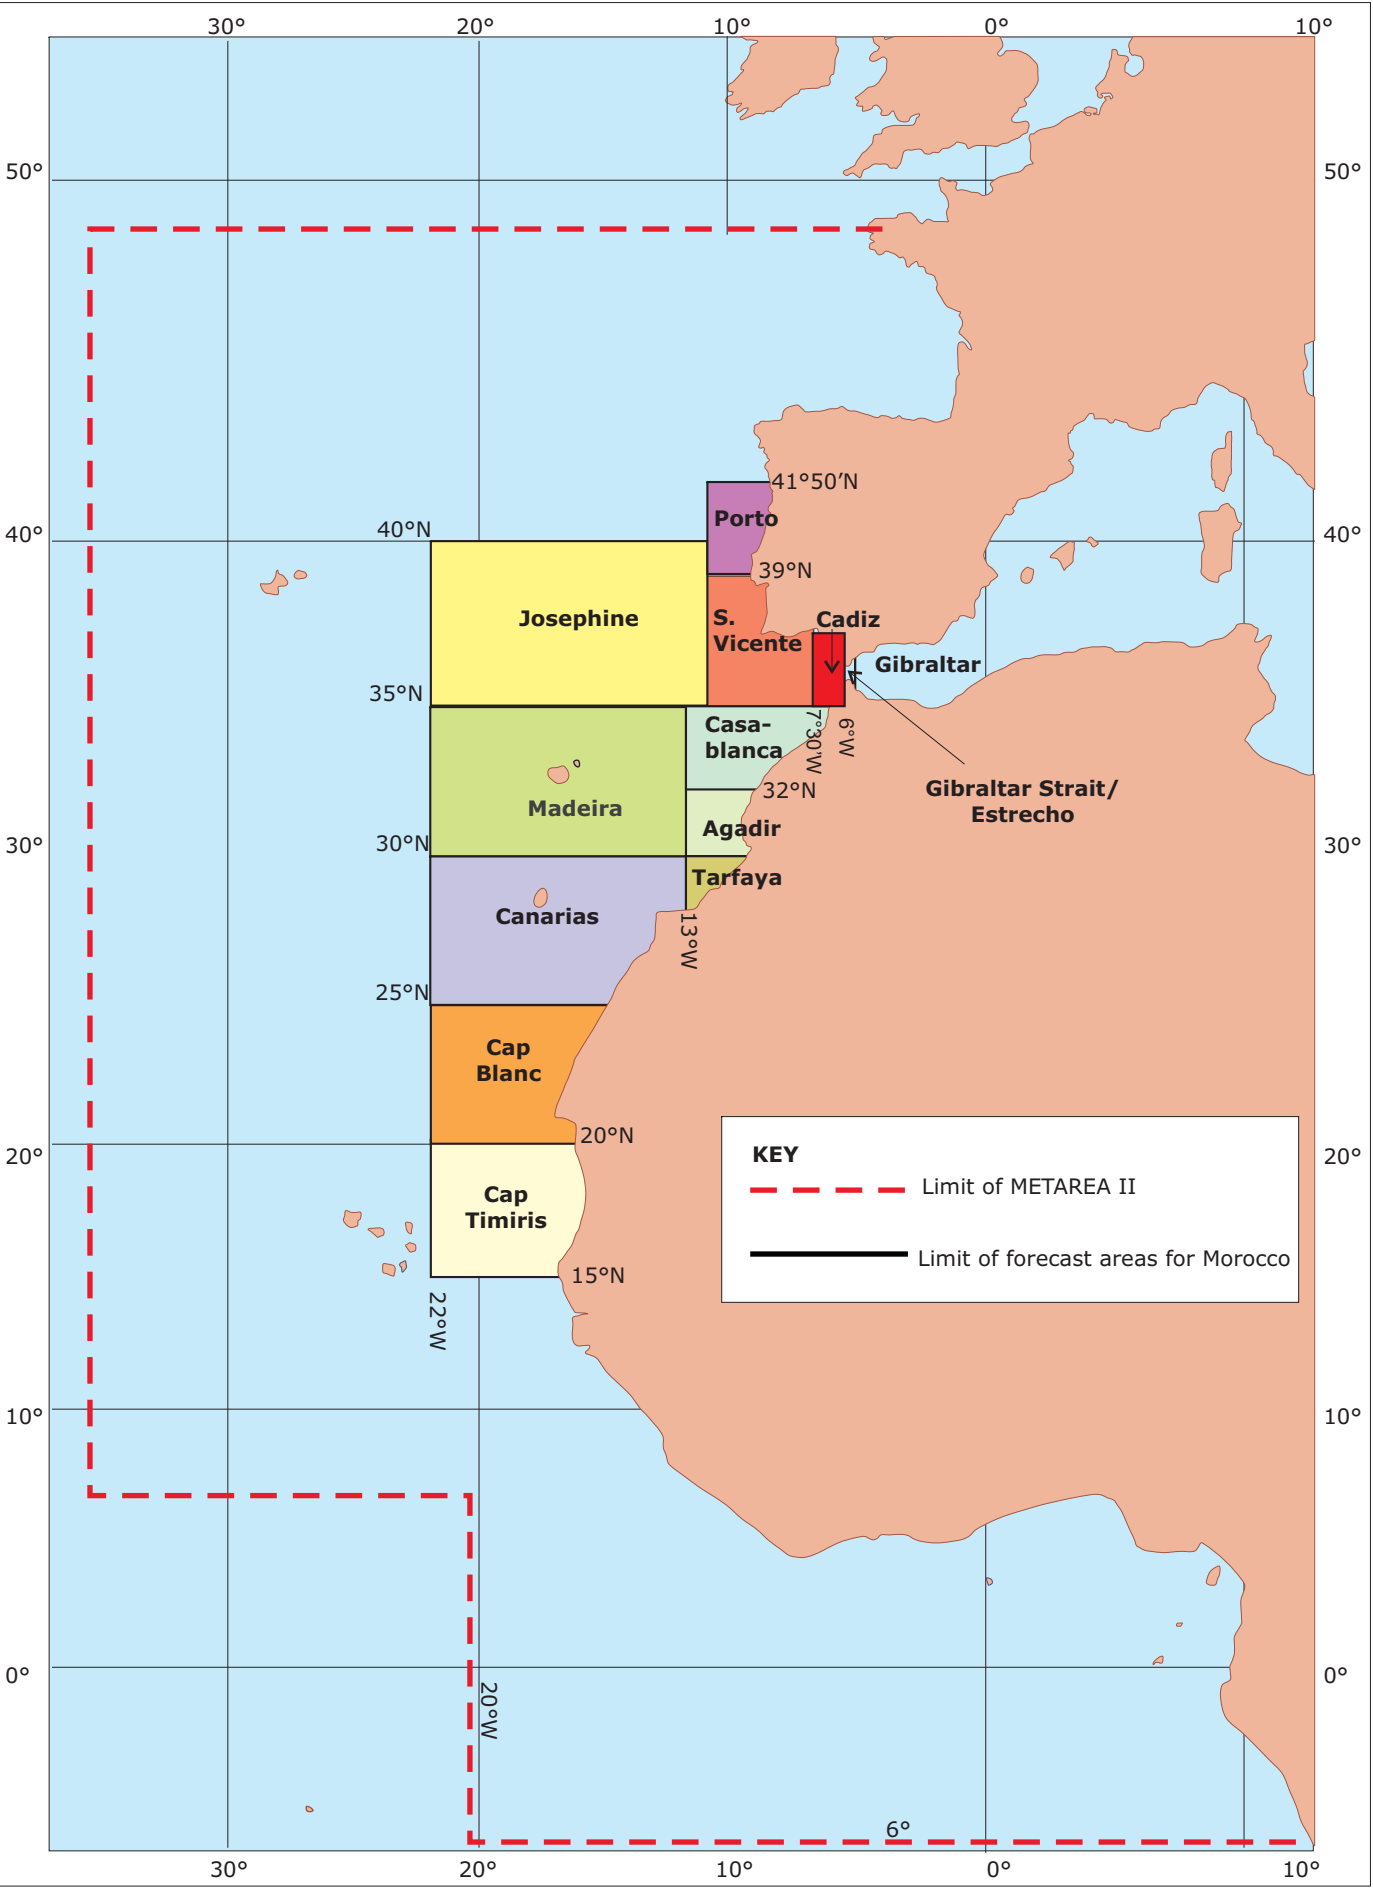 30°
20°
10°
0°
10°
50°
50°
41°50’N
Porto
40°N
40°
40°
39°N
Josephine
S.
Vicente
Cadiz
Gibraltar
35°N
Casa-
blanca
7°30’W
6°W
Gibraltar Strait/
Estrecho
32°N
Madeira
Agadir
30°N
30°
30°
Tarfaya
Canarias
13°W
25°N
Cap
Blanc
20°N
20°
20°
KEY
Limit of METAREA II
Limit of forecast areas for Morocco
Cap
Timiris
15°N
22°W
10°
10°
0°
0°
20°W
6°
30°
20°
10°
0°
10°